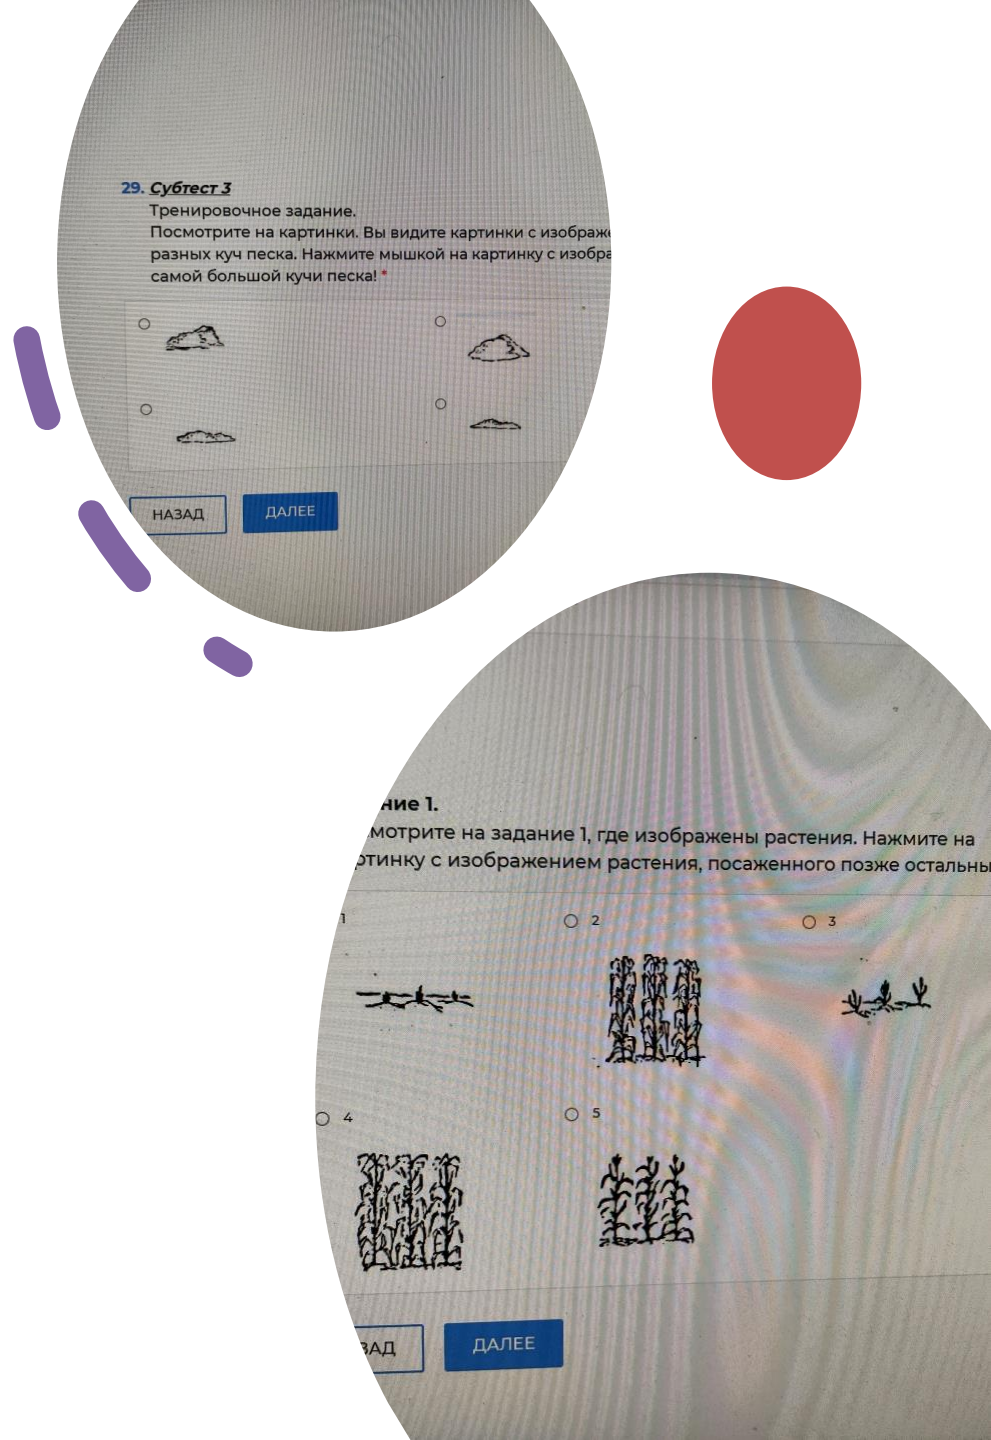 29. Субтест 3
Тренировочное задание.
Посмотрите на картинки. Вы видите картинки с изображе
разных куч песка. Нажмите мышкой на картинку с изобра
самой большой кучи песка! *
НАЗАД
ДАЛЕЕ
ние 1.
мотрите на задание 1, где изображены растения. Нажмите на
ртинку с изображением растения, посаженного позже остальны
1
2
3
4
5
ЗАД
ДАЛЕЕ